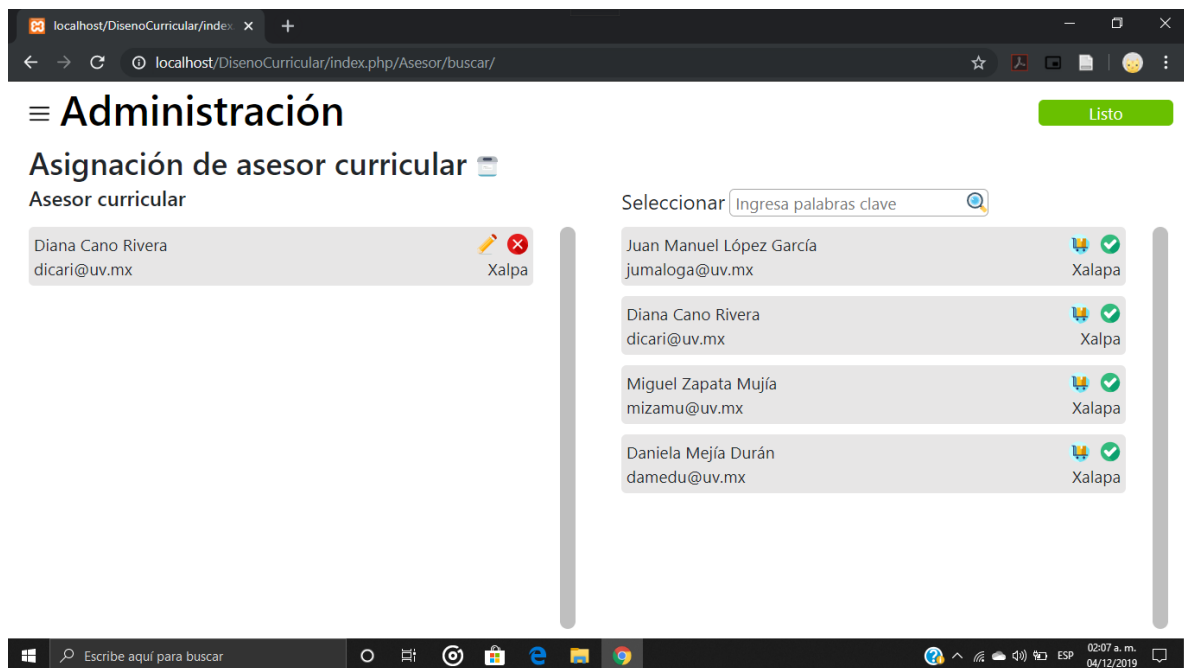 localhost/DisenoCurricular/index
localhost/DisenoCurricular/index.php/Asesor/buscar/
Administración
Listo
Asignación de asesor curricular
Asesor curricular
Seleccionar Ingresa palabras clave
Diana Cano Rivera
dicari@uv.mx Xalpa
Juan Manuel López García
jumaloga@uv.mx Xalapa
Diana Cano Rivera
dicari@uv.mx Xalpa
Miguel Zapata Mujía
mizamu@uv.mx Xalapa
Daniela Mejía Durán
damedu@uv.mx Xalapa
Escribe aquí para buscar
ESP
02:07 a. m.
04/12/2019